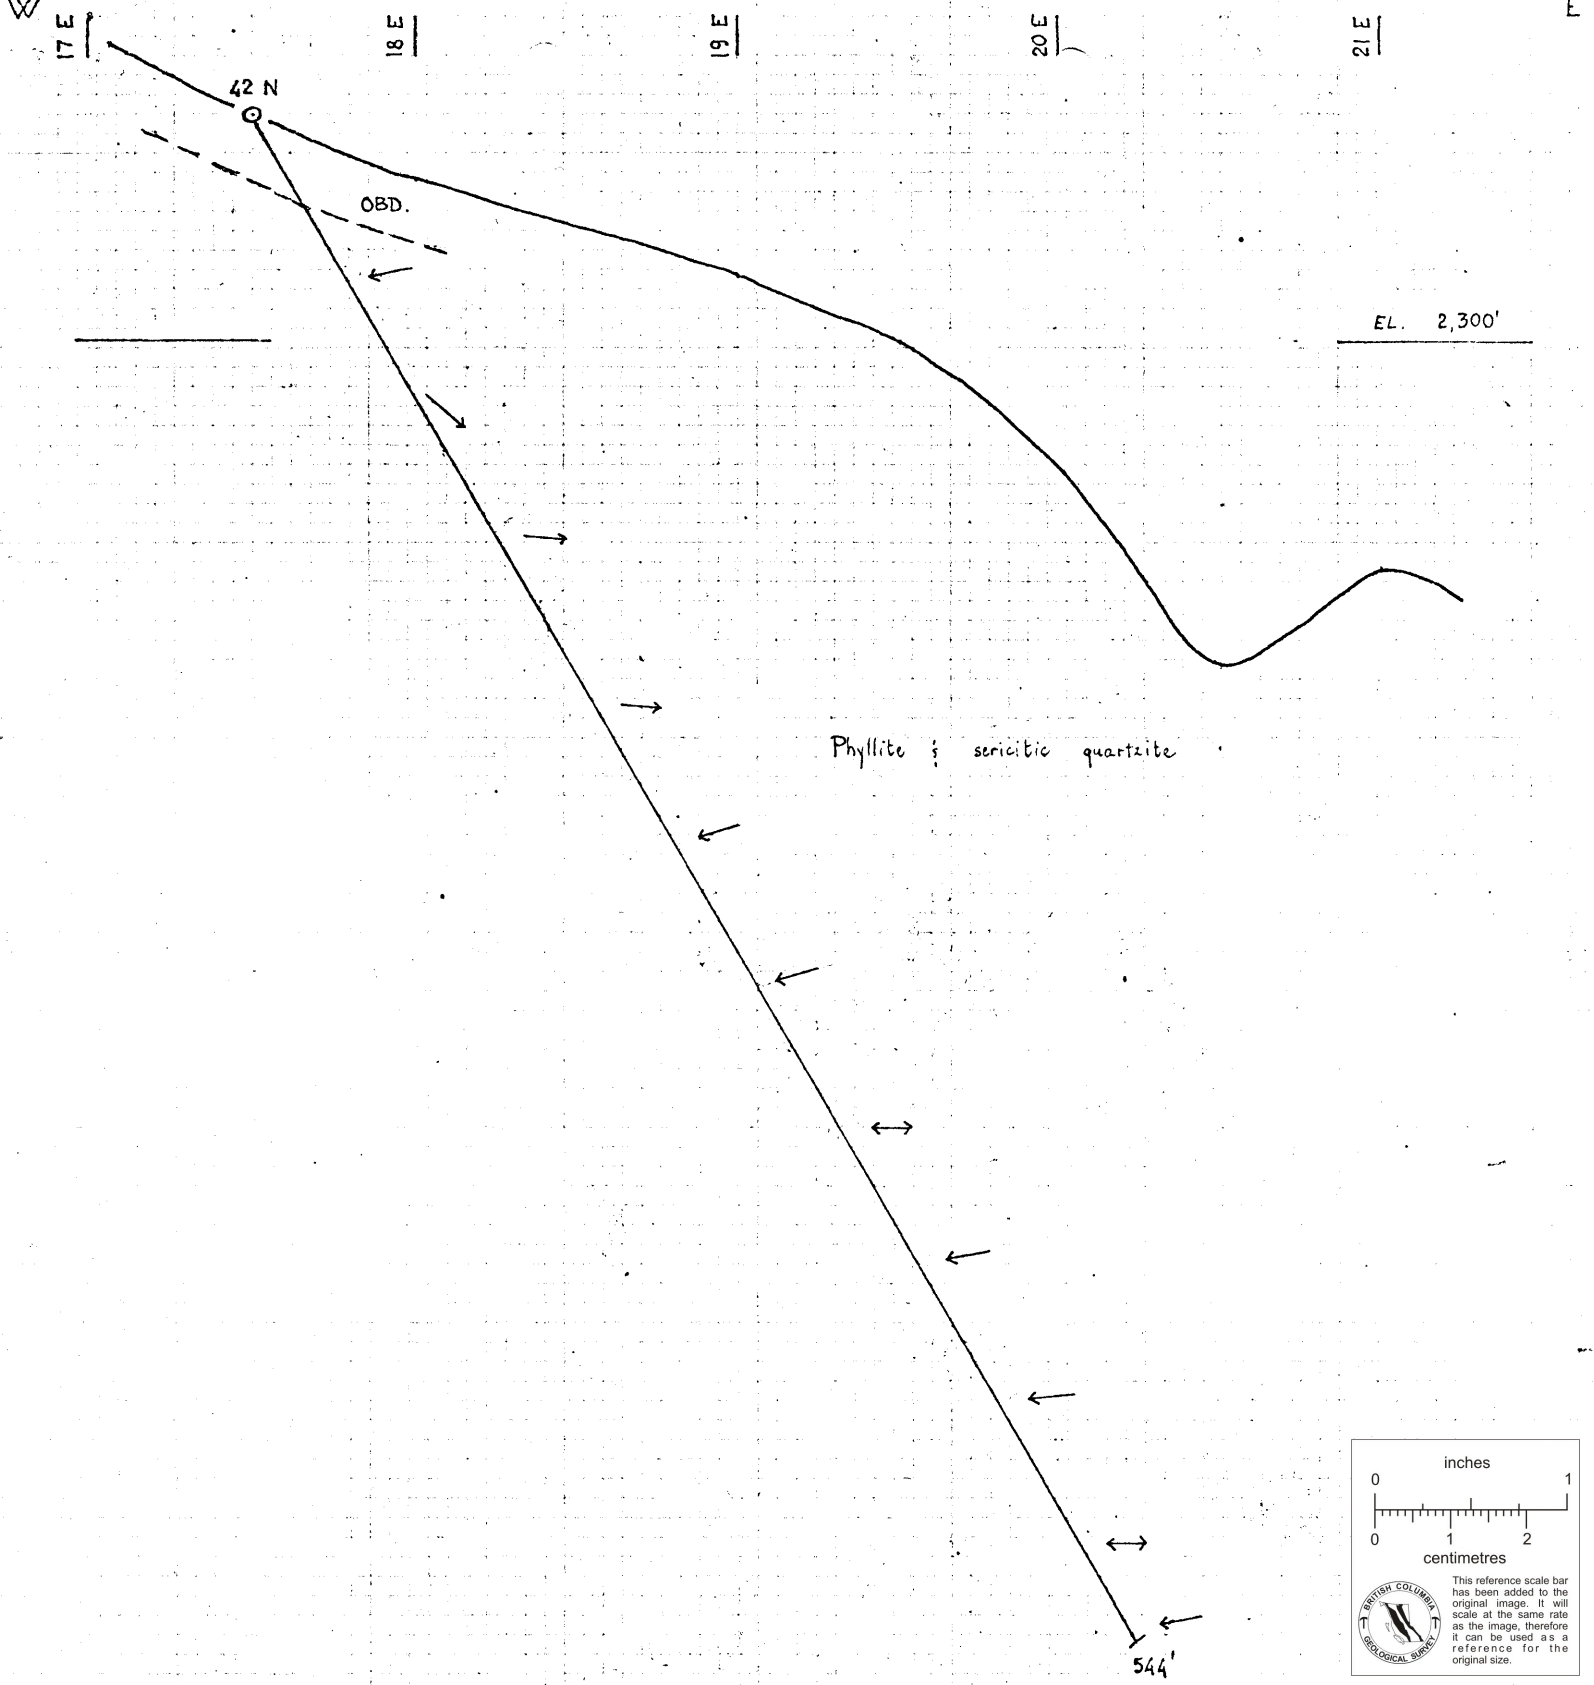 W
E
17 E
18 E
19 E
20 E
21 E
42 N
OBD.
EL. 2,300'
Phyllite & sericitic quartzite
544'
inches
0 1
0 1 2
centimetres
BRITISH COLUMBIA
GEOLOGICAL SURVEY
This reference scale bar
has been added to the
original image. It will
scale at the same rate
as the image, therefore
it can be used as a
reference for the
original size.